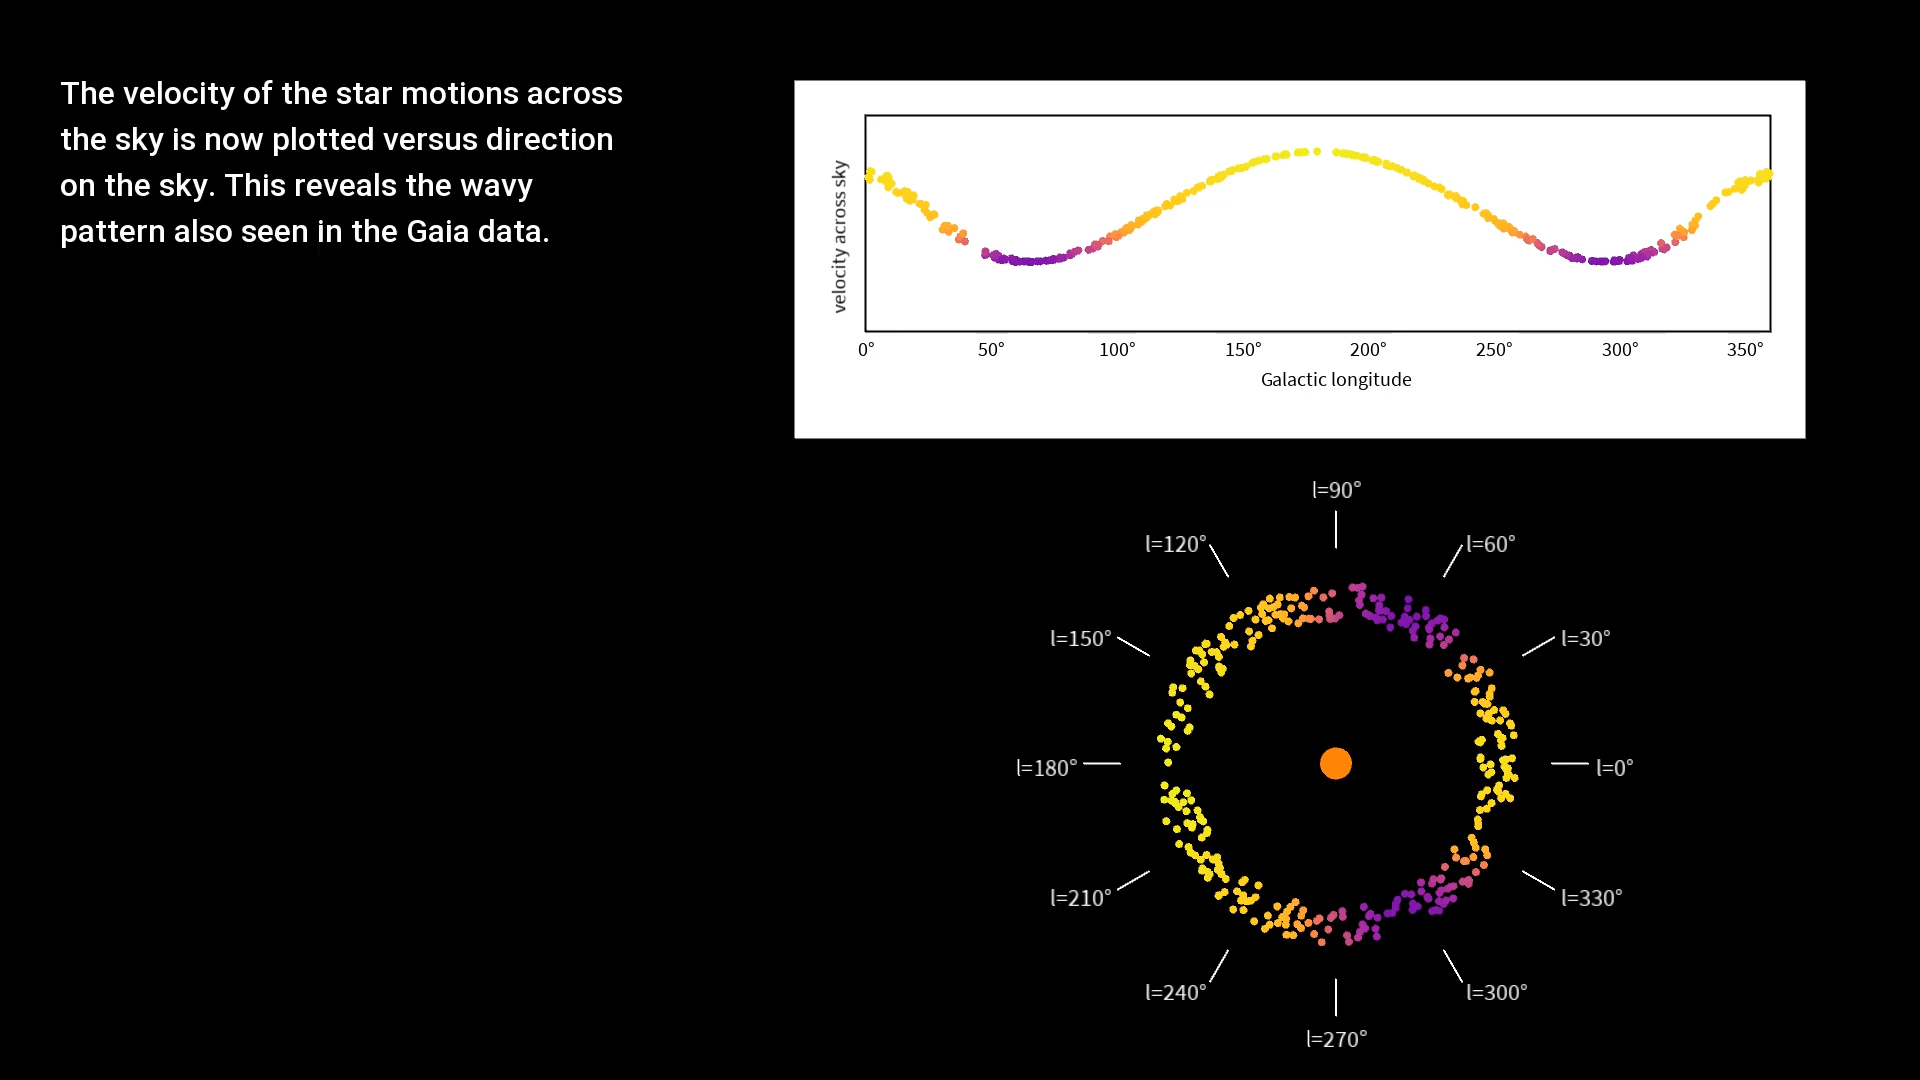 The velocity of the star motions across
the sky is now plotted versus direction
on the sky. This reveals the wavy
pattern also seen in the Gaia data.
velocity across sky
0° 50° 100° 150° 200° 250° 300° 350°
Galactic longitude
l=90°
l=120° l=60°
l=150° l=30°
l=180° l=0°
l=210° l=330°
l=240° l=300°
l=270°